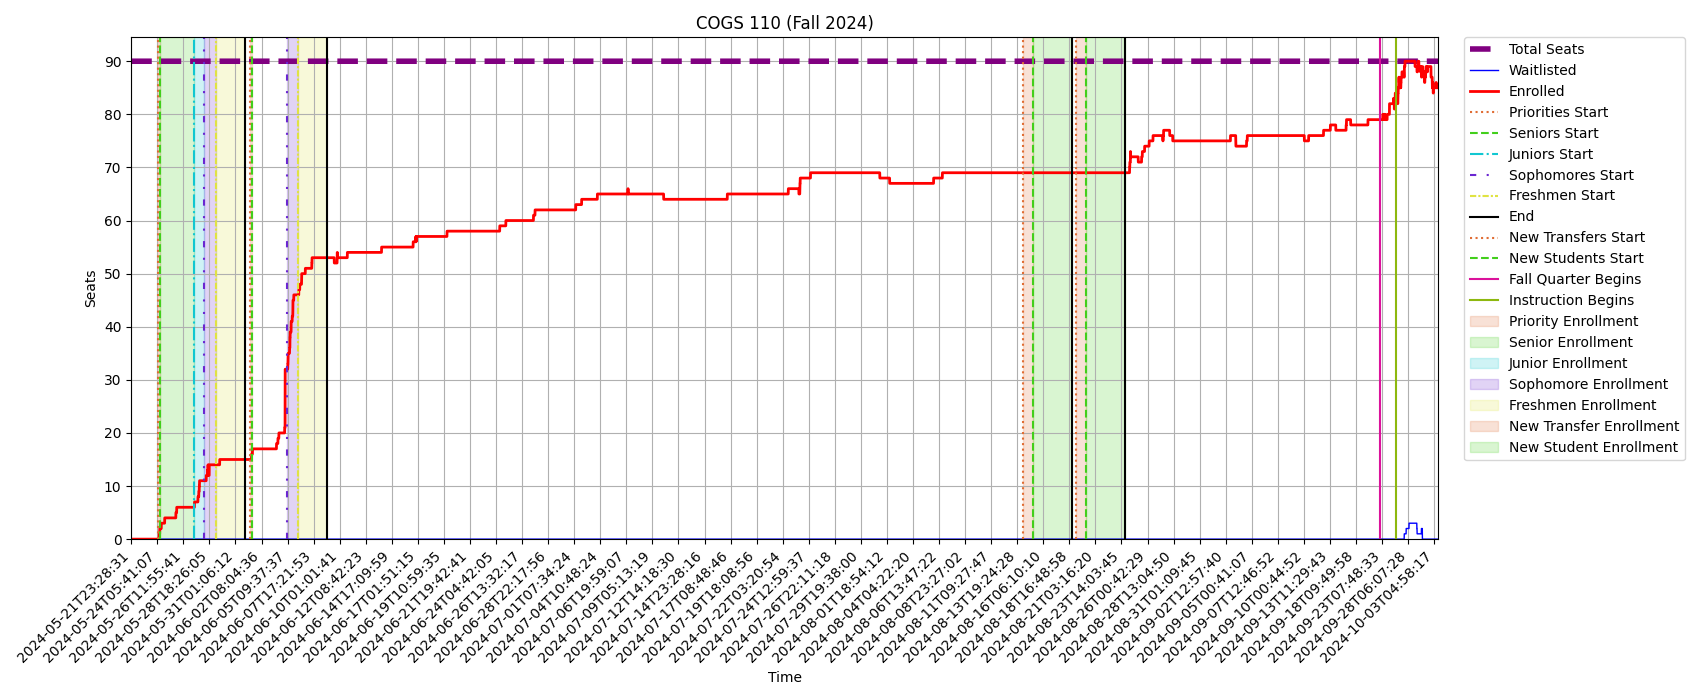 COGS 110 (Fall 2024)
Seats
90
80
70
60
50
40
30
20
10
0
2024-05-21T23:28:31
2024-05-24T05:41:07
2024-05-26T11:55:41
2024-05-28T18:26:05
2024-05-31T01:06:12
2024-06-02T08:04:36
2024-06-05T09:37:37
2024-06-07T17:21:53
2024-06-10T01:01:41
2024-06-12T08:42:23
2024-06-14T17:09:59
2024-06-17T01:51:15
2024-06-19T10:59:35
2024-06-21T19:42:41
2024-06-24T04:42:05
2024-06-26T13:32:17
2024-06-28T22:17:56
2024-07-01T07:34:24
2024-07-04T10:48:24
2024-07-06T19:59:07
2024-07-09T05:13:19
2024-07-12T14:18:30
2024-07-14T23:28:16
2024-07-17T08:48:46
2024-07-19T18:08:56
2024-07-22T03:20:54
2024-07-24T12:59:37
2024-07-26T22:11:18
2024-07-29T19:38:00
2024-08-01T18:54:12
2024-08-04T04:22:20
2024-08-06T13:47:22
2024-08-08T23:27:02
2024-08-11T09:27:47
2024-08-13T19:24:28
2024-08-16T06:10:10
2024-08-18T16:48:58
2024-08-21T03:16:20
2024-08-23T14:03:45
2024-08-26T00:42:29
2024-08-28T13:04:50
2024-08-31T01:09:45
2024-09-02T12:57:40
2024-09-05T00:41:07
2024-09-07T12:46:52
2024-09-10T00:44:52
2024-09-13T11:29:43
2024-09-18T09:49:58
2024-09-23T07:48:33
2024-09-28T06:07:28
2024-10-03T04:58:17
Time
Total Seats
Waitlisted
Enrolled
Priorities Start
Seniors Start
Juniors Start
Sophomores Start
Freshmen Start
End
New Transfers Start
New Students Start
Fall Quarter Begins
Instruction Begins
Priority Enrollment
Senior Enrollment
Junior Enrollment
Sophomore Enrollment
Freshmen Enrollment
New Transfer Enrollment
New Student Enrollment